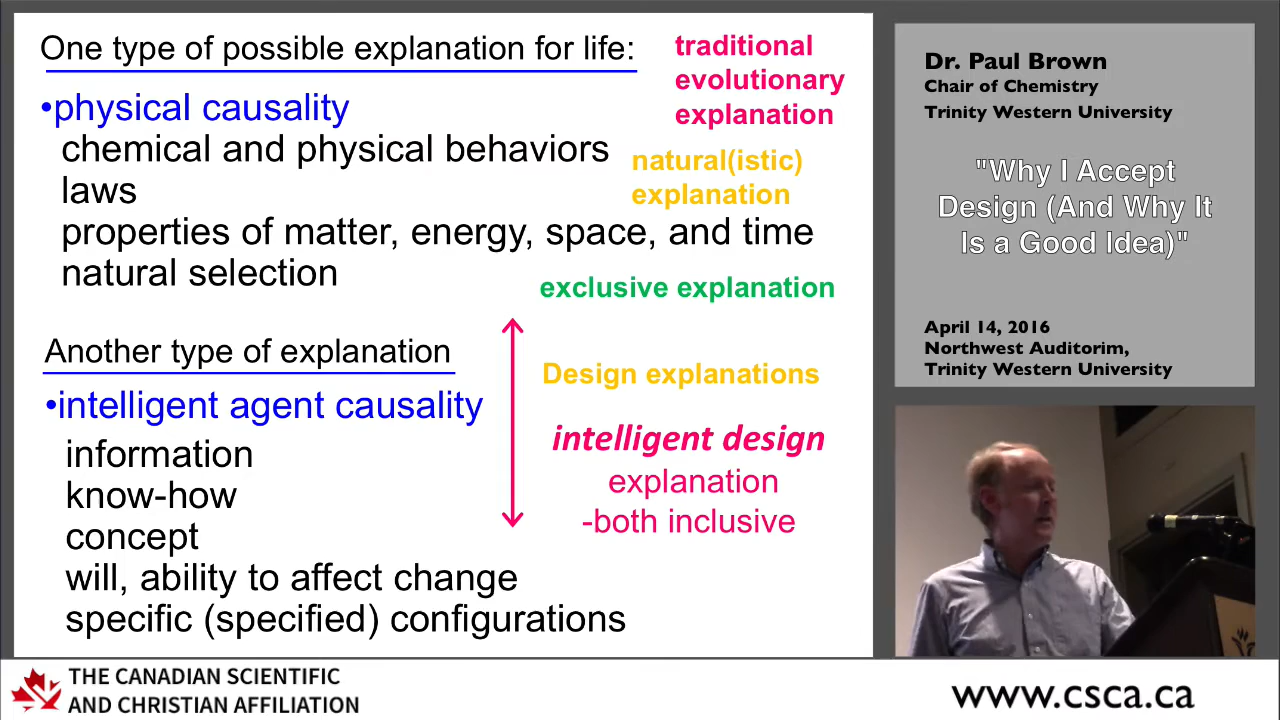 One type of possible explanation for life:
traditional
evolutionary
explanation
•physical causality
chemical and physical behaviors
natural(istic)
explanation
laws
properties of matter, energy, space, and time
natural selection
exclusive explanation
Another type of explanation
Design explanations
•intelligent agent causality
intelligent design
explanation
-both inclusive
information
know-how
concept
will, ability to affect change
specific (specified) configurations
Dr. Paul Brown
Chair of Chemistry
Trinity Western University
"Why I Accept
Design (And Why It
Is a Good Idea)"
April 14, 2016
Northwest Auditorim,
Trinity Western University
THE CANADIAN SCIENTIFIC
AND CHRISTIAN AFFILIATION
www.csca.ca